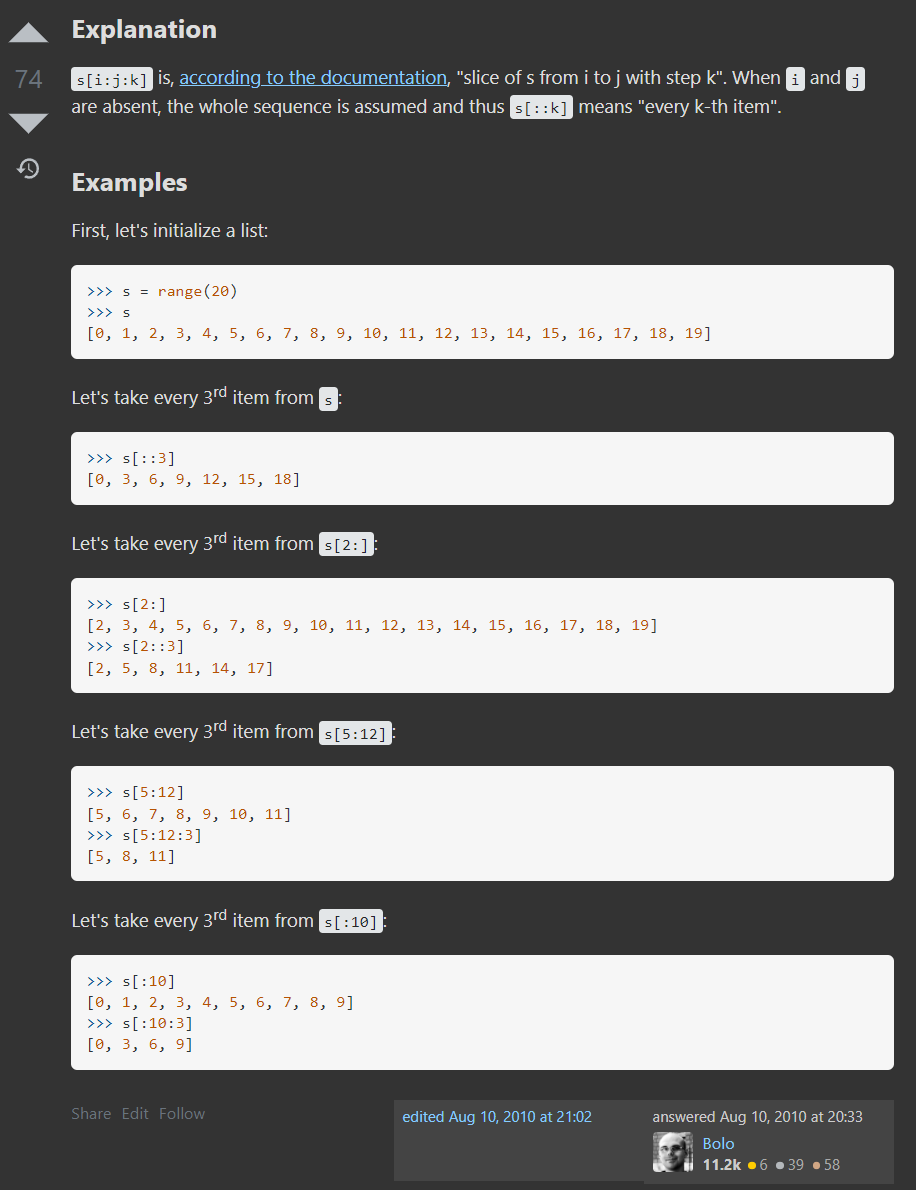 Explanation
74
s[i:j:k] is, according to the documentation, "slice of s from i to j with step k". When i and j
are absent, the whole sequence is assumed and thus s[::k] means "every k-th item".
Examples
First, let's initialize a list:
>>> s = range(20)
>>> s
[0, 1, 2, 3, 4, 5, 6, 7, 8, 9, 10, 11, 12, 13, 14, 15, 16, 17, 18, 19]
Let's take every 3rd item from s:
>>> s[::3]
[0, 3, 6, 9, 12, 15, 18]
Let's take every 3rd item from s[2:]:
>>> s[2:]
[2, 3, 4, 5, 6, 7, 8, 9, 10, 11, 12, 13, 14, 15, 16, 17, 18, 19]
>>> s[2::3]
[2, 5, 8, 11, 14, 17]
Let's take every 3rd item from s[5:12]:
>>> s[5:12]
[5, 6, 7, 8, 9, 10, 11]
>>> s[5:12:3]
[5, 8, 11]
Let's take every 3rd item from s[:10]:
>>> s[:10]
[0, 1, 2, 3, 4, 5, 6, 7, 8, 9]
>>> s[:10:3]
[0, 3, 6, 9]
Share Edit Follow
edited Aug 10, 2010 at 21:02
answered Aug 10, 2010 at 20:33
Bolo
11.2k 6 39 58